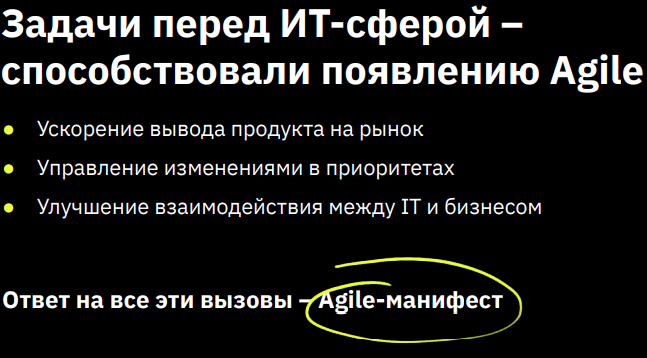 Задачи перед ИТ-сферой –
способствовали появлению Agile
● Ускорение вывода продукта на рынок
● Управление изменениями в приоритетах
● Улучшение взаимодействия между IT и бизнесом
Ответ на все эти вызовы – Agile-манифест